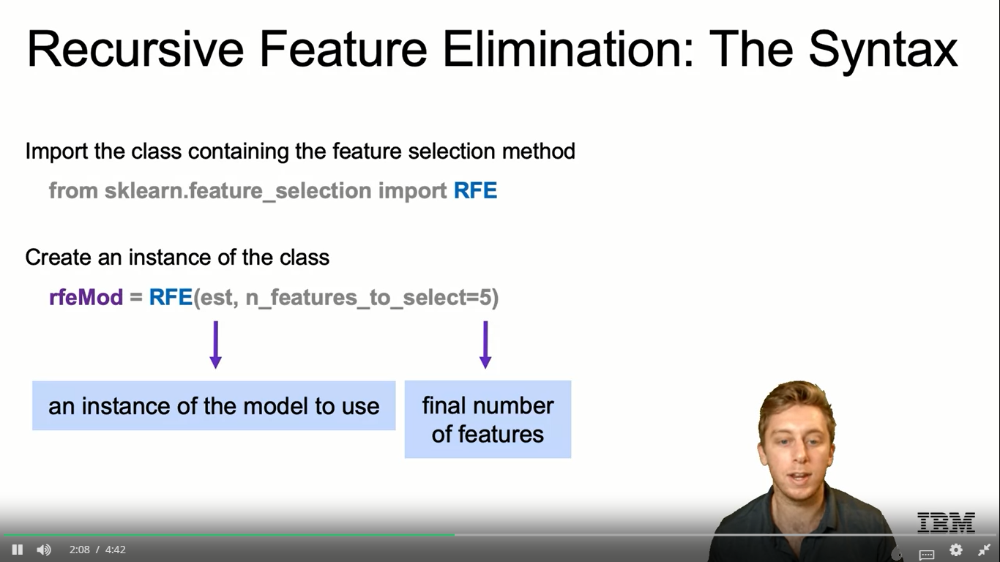 Recursive Feature Elimination: The Syntax
Import the class containing the feature selection method
from sklearn.feature_selection import RFE
Create an instance of the class
rfeMod = RFE(est, n_features_to_select=5)
an instance of the model to use
final number
of features
IBM
2:08 / 4:42